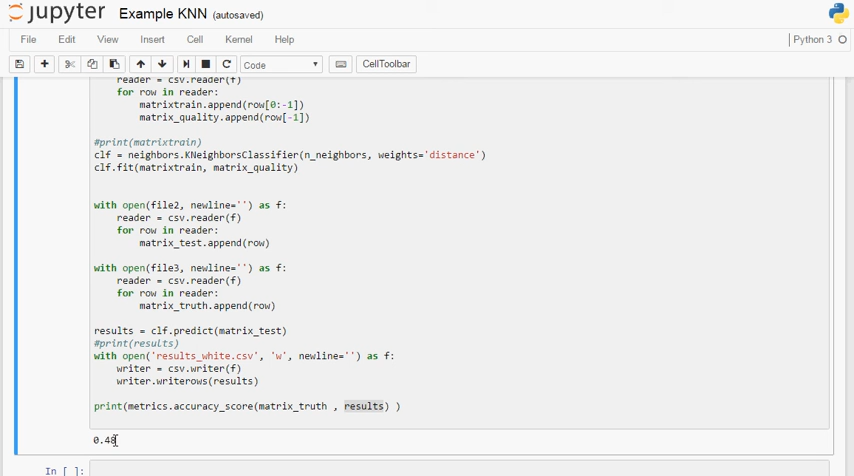 jupyter Example KNN (autosaved)
File Edit View Insert Cell Kernel Help Python 3
Code CellToolbar
reader = csv.reader(f)
for row in reader:
matrixtrain.append(row[0:-1])
matrix_quality.append(row[-1])
#print(matrixtrain)
clf = neighbors.KNeighborsClassifier(n_neighbors, weights='distance')
clf.fit(matrixtrain, matrix_quality)
with open(file2, newline='') as f:
reader = csv.reader(f)
for row in reader:
matrix_test.append(row)
with open(file3, newline='') as f:
reader = csv.reader(f)
for row in reader:
matrix_truth.append(row)
results = clf.predict(matrix_test)
#print(results)
with open('results_white.csv', 'w', newline='') as f:
writer = csv.writer(f)
writer.writerows(results)
print(metrics.accuracy_score(matrix_truth , results) )
0.48
In [ ]: